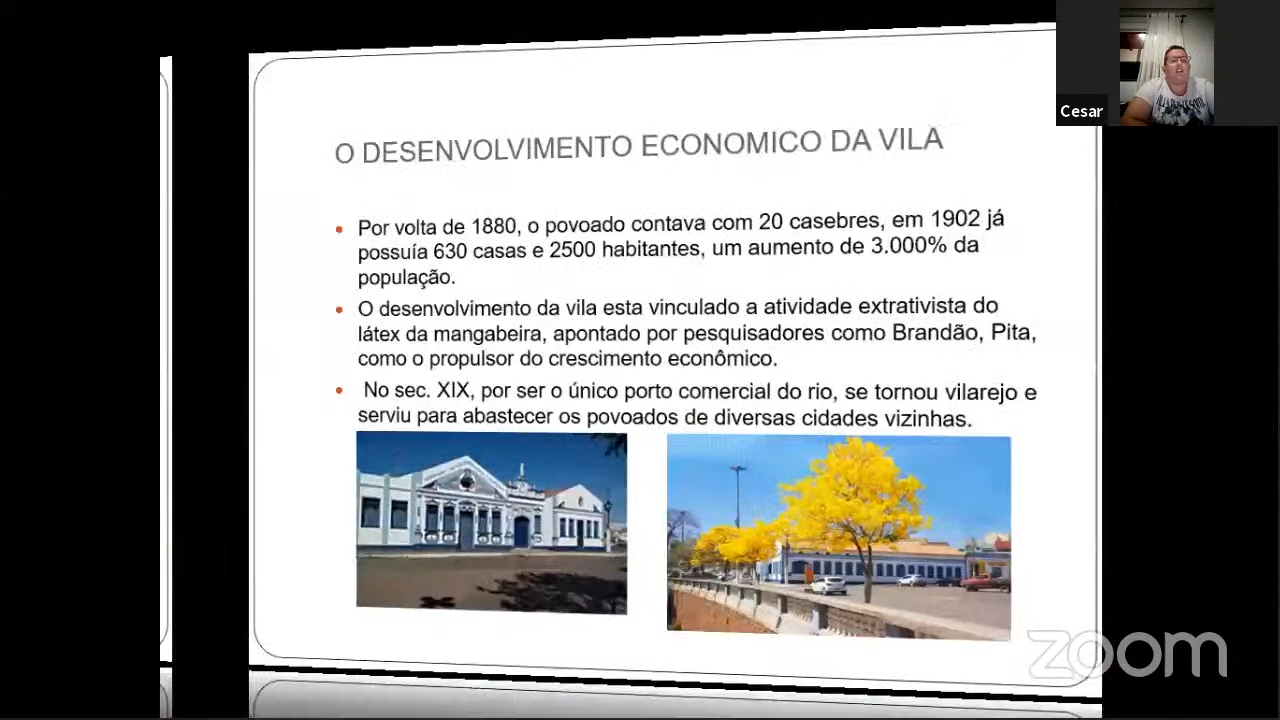 Cesar
O DESENVOLVIMENTO ECONOMICO DA VILA
Por volta de 1880, o povoado contava com 20 casebres, em 1902 já
possuía 630 casas e 2500 habitantes, um aumento de 3.000% da
população.
O desenvolvimento da vila esta vinculado a atividade extrativista do
látex da mangabeira, apontado por pesquisadores como Brandão, Pita,
como o propulsor do crescimento econômico.
No sec. XIX, por ser o único porto comercial do rio, se tornou vilarejo e
serviu para abastecer os povoados de diversas cidades vizinhas.
zoom